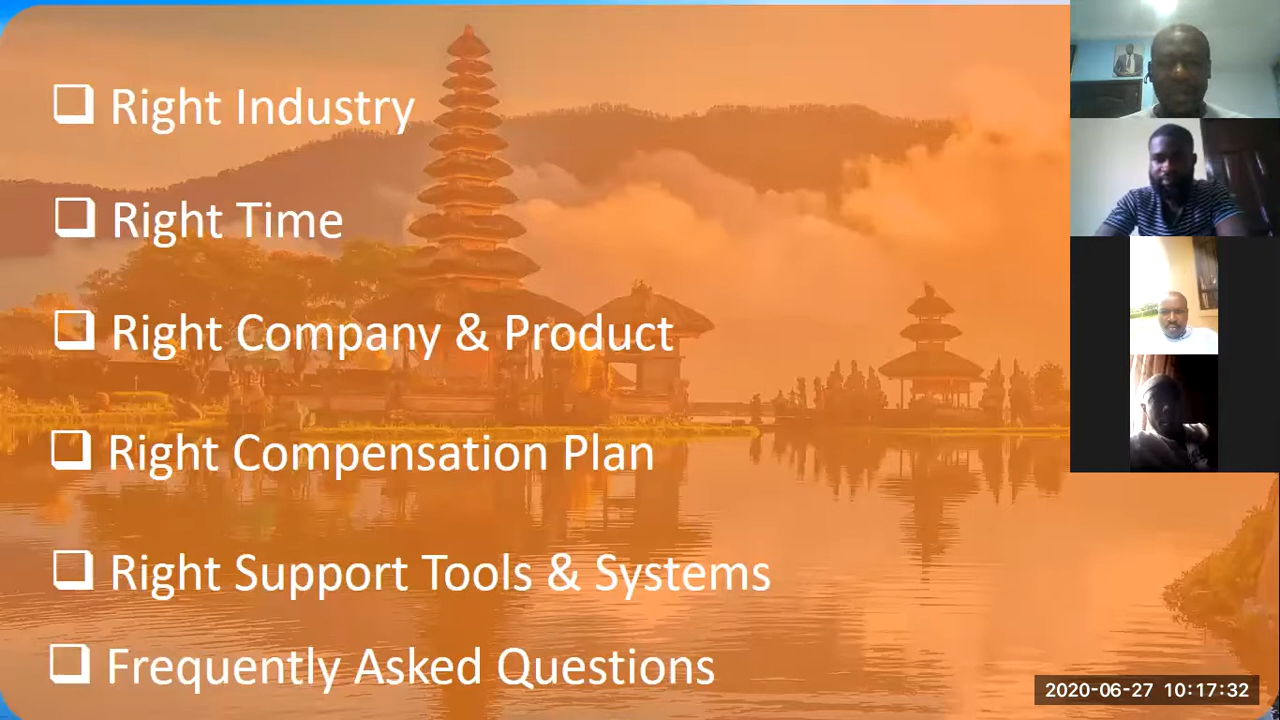 Right Industry
Right Time
Right Company & Product
Right Compensation Plan
Right Support Tools & Systems
Frequently Asked Questions
2020-06-27 10:17:32